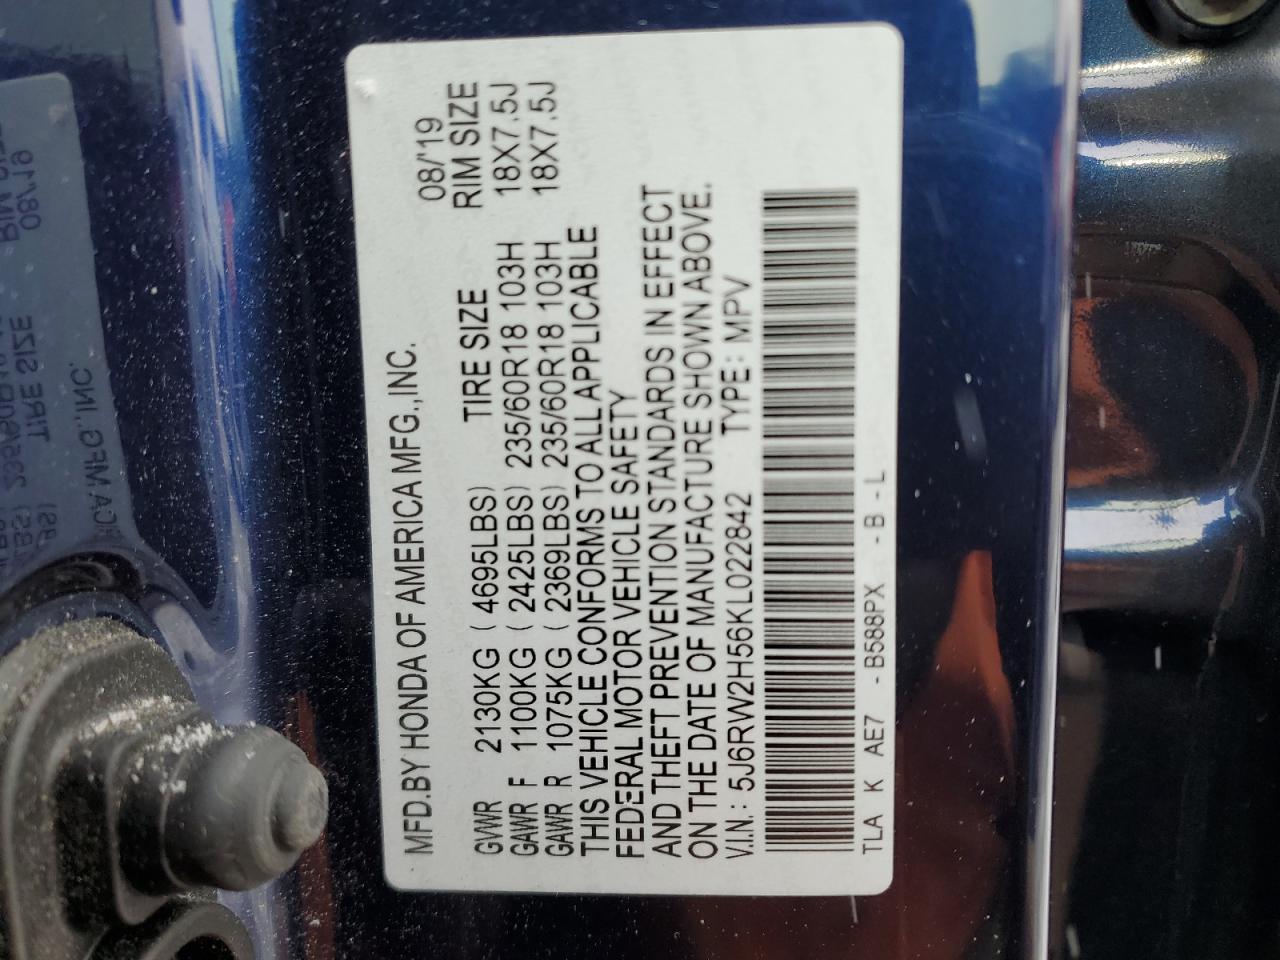 MFD.BY HONDA OF AMERICA MFG.,INC. 08/'19
TIRE SIZE RIM SIZE
GVWR 2130KG ( 4695LBS)
GAWR F 1100KG ( 2425LBS) 235/60R18 103H 18X7.5J
GAWR R 1075KG ( 2369LBS) 235/60R18 103H 18X7.5J
THIS VEHICLE CONFORMS TO ALL APPLICABLE
FEDERAL MOTOR VEHICLE SAFETY
AND THEFT PREVENTION STANDARDS IN EFFECT
ON THE DATE OF MANUFACTURE SHOWN ABOVE.
V.I.N.: 5J6RW2H56KL022842 TYPE: MPV
TLA K AE7 -B588PX -B-L